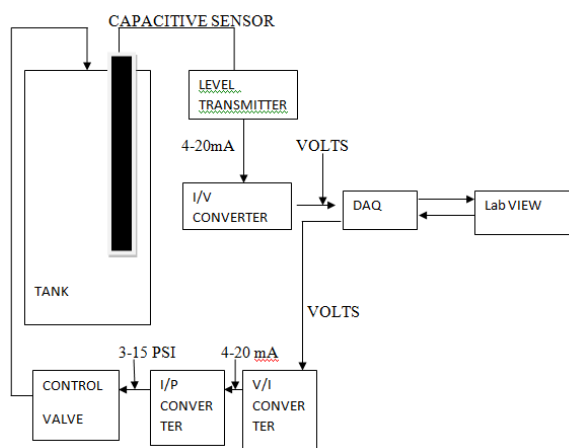 CAPACITIVE SENSOR
LEVEL
TRANSMITTER
4-20mA
VOLTS
I/V
CONVERTER
DAQ
Lab VIEW
TANK
VOLTS
3-15 PSI
4-20 mA
CONTROL
VALVE
I/P
CONVER
TER
V/I
CONVER
TER